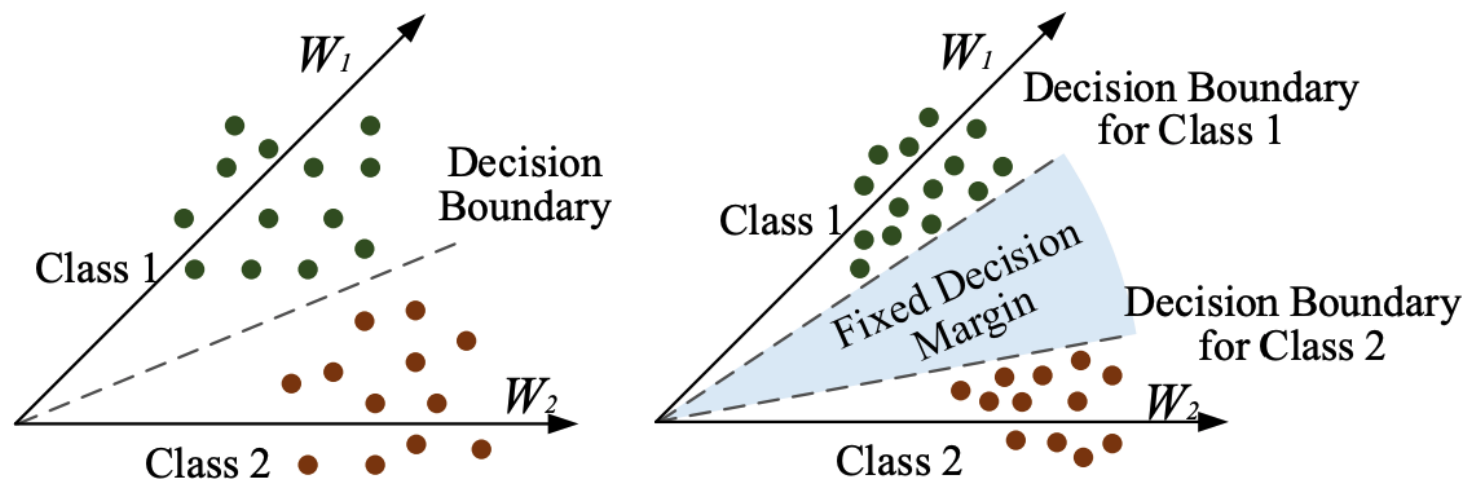 W1
Decision
Boundary
Class 1
W2
Class 2
W1
Decision Boundary
for Class 1
Class 1
Fixed Decision
Margin
Decision Boundary
for Class 2
W2
Class 2